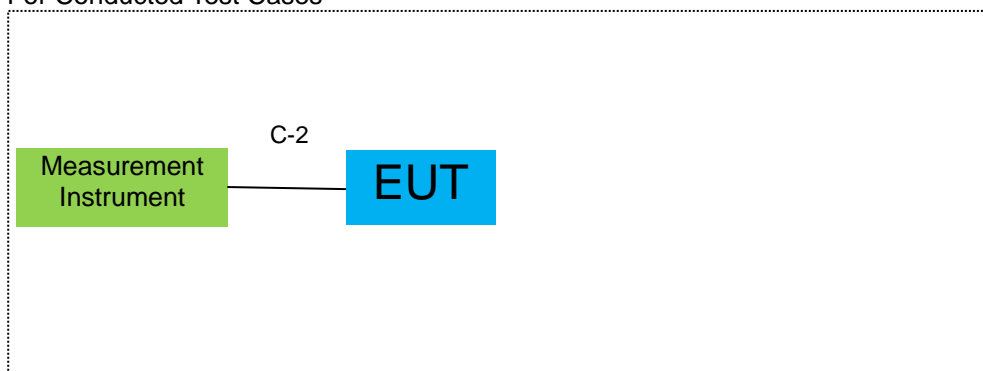 For Conducted Test Cases
C-2
Measurement
Instrument
EUT